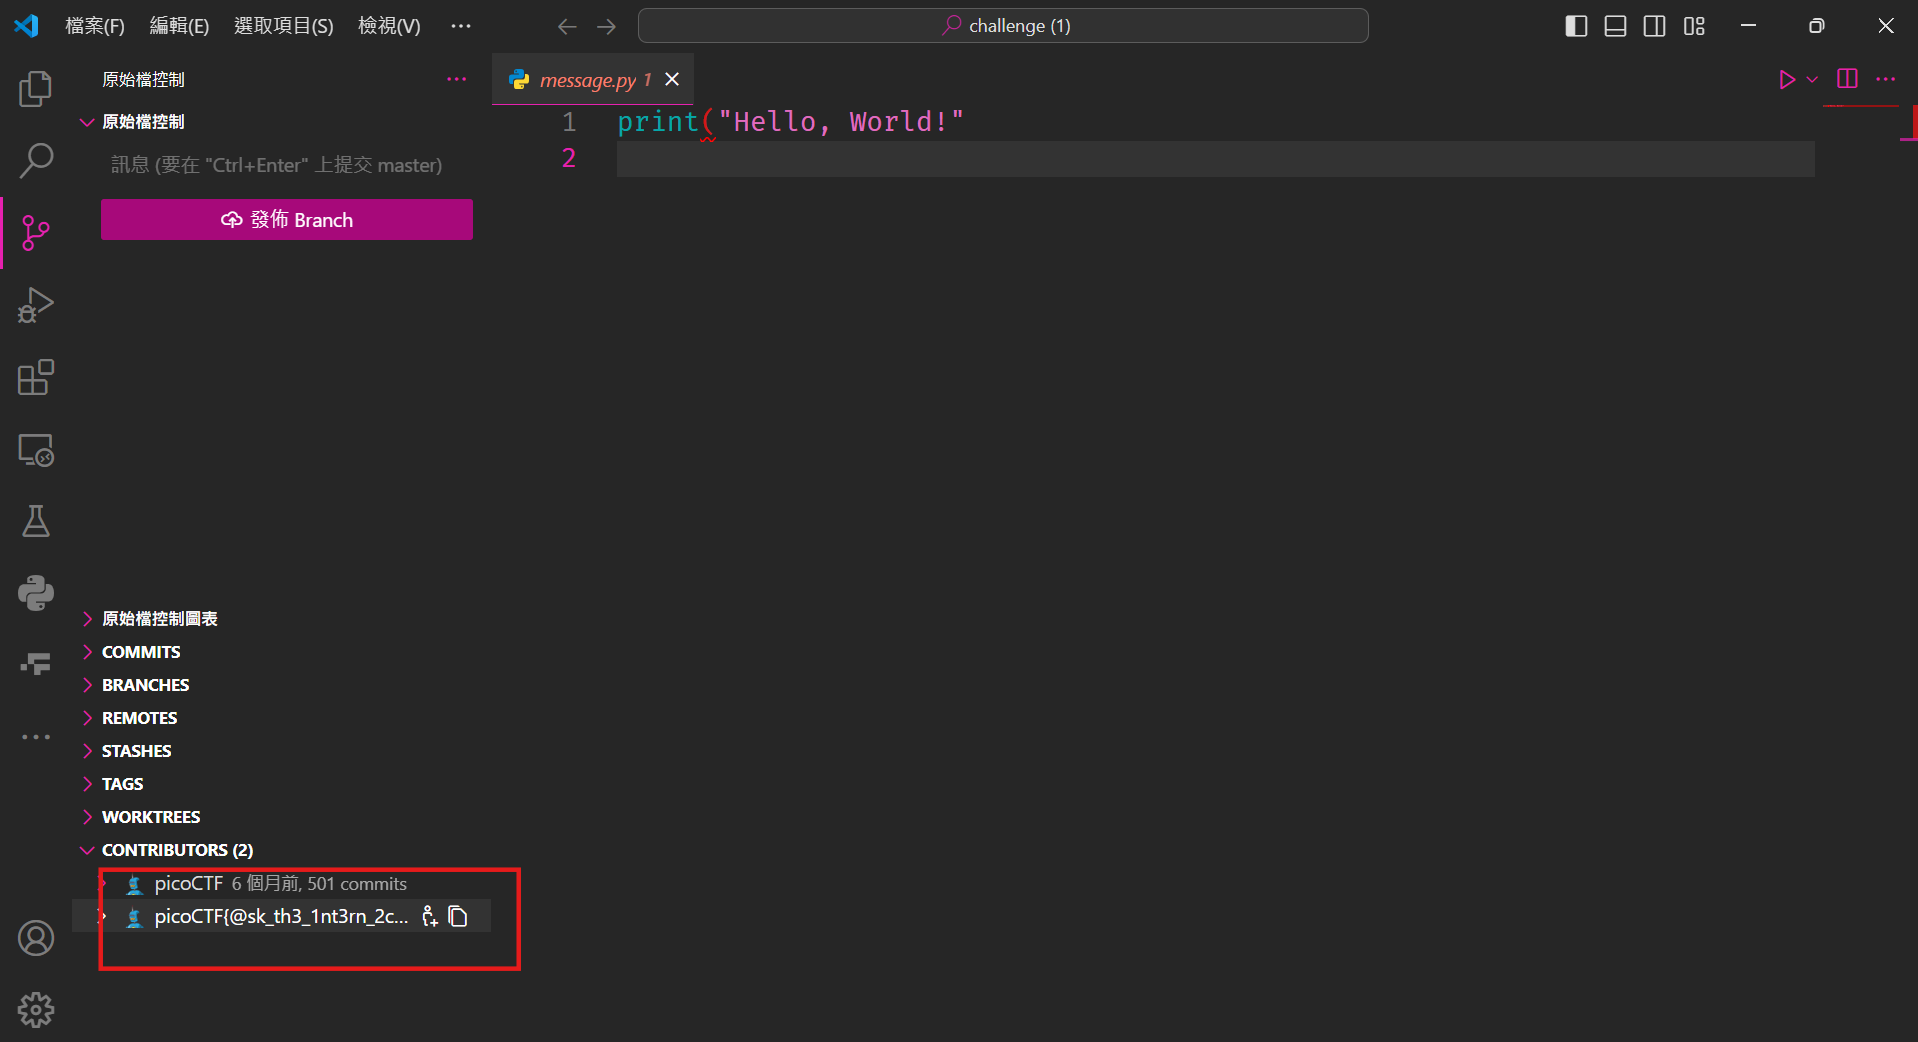 檔案(F) 編輯(E) 選取項目(S) 檢視(V) ··· challenge (1)
原始檔控制 ···
原始檔控制
訊息 (要在 "Ctrl+Enter" 上提交 master)
發佈 Branch
message.py 1
1 print("Hello, World!"
2
原始檔控制圖表
COMMITS
BRANCHES
REMOTES
STASHES
TAGS
WORKTREES
CONTRIBUTORS (2)
picoCTF 6 個月前, 501 commits
picoCTF{@sk_th3_1nt3rn_2c...